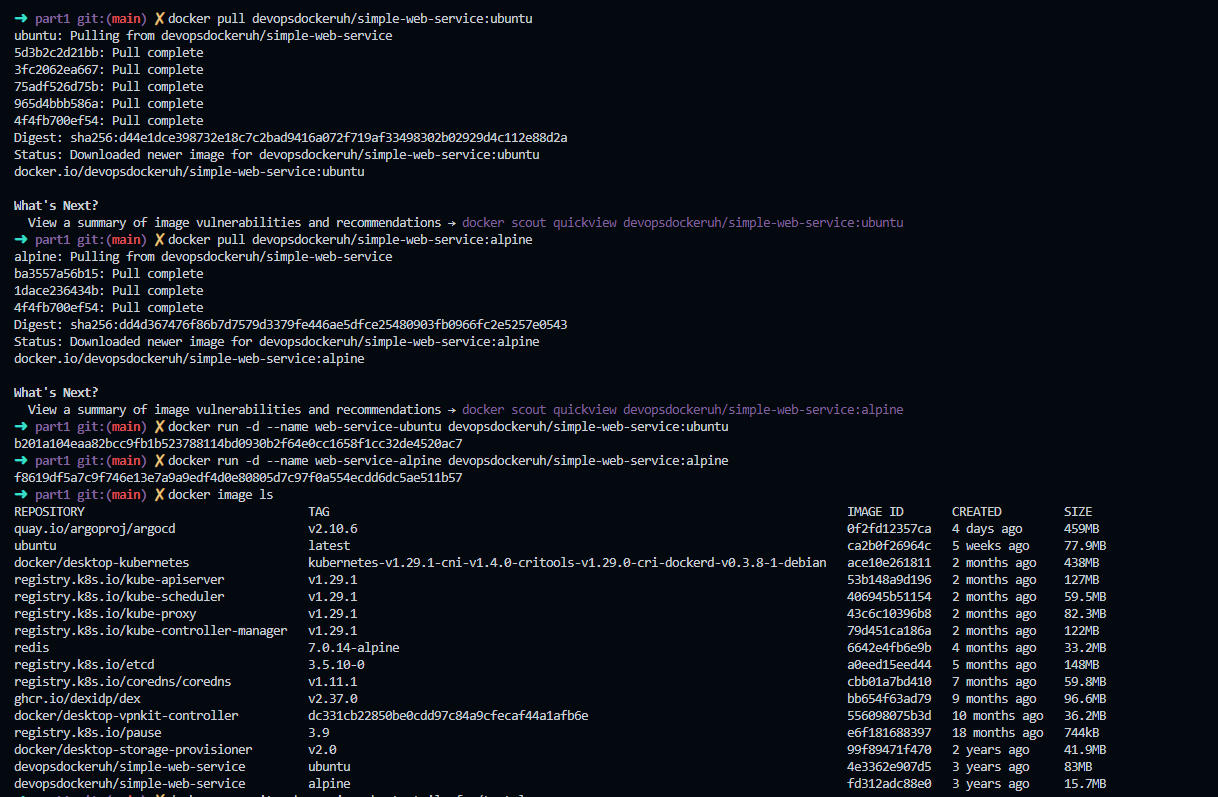 ➜ part1 git:(main) ✗ docker pull devopsdockeruh/simple-web-service:ubuntu
ubuntu: Pulling from devopsdockeruh/simple-web-service
5d3b2c2d21bb: Pull complete
3fc2062ea667: Pull complete
75adf526d75b: Pull complete
965d4bbb586a: Pull complete
4f4fb700ef54: Pull complete
Digest: sha256:d44e1dce398732e18c7c2bad9416a072f719af33498302b02929d4c112e88d2a
Status: Downloaded newer image for devopsdockeruh/simple-web-service:ubuntu
docker.io/devopsdockeruh/simple-web-service:ubuntu
What's Next?
View a summary of image vulnerabilities and recommendations → docker scout quickview devopsdockeruh/simple-web-service:ubuntu
➜ part1 git:(main) ✗ docker pull devopsdockeruh/simple-web-service:alpine
alpine: Pulling from devopsdockeruh/simple-web-service
ba3557a56b15: Pull complete
1dace236434b: Pull complete
4f4fb700ef54: Pull complete
Digest: sha256:dd4d367476f86b7d7579d3379fe446ae5dfce25480903fb0966fc2e5257e0543
Status: Downloaded newer image for devopsdockeruh/simple-web-service:alpine
docker.io/devopsdockeruh/simple-web-service:alpine
What's Next?
View a summary of image vulnerabilities and recommendations → docker scout quickview devopsdockeruh/simple-web-service:alpine
➜ part1 git:(main) ✗ docker run -d --name web-service-ubuntu devopsdockeruh/simple-web-service:ubuntu
b201a104eaa82bcc9fb1b523788114bd0930b2f64e0cc1658f1cc32de4520ac7
➜ part1 git:(main) ✗ docker run -d --name web-service-alpine devopsdockeruh/simple-web-service:alpine
f8619df5a7c9f746e13e7a9a9edf4d0e80805d7c97f0a554ecdd6dc5ae511b57
➜ part1 git:(main) ✗ docker image ls
REPOSITORY TAG IMAGE ID CREATED SIZE
quay.io/argoproj/argocd v2.10.6 0f2fd12357ca 4 days ago 459MB
ubuntu latest ca2b0f26964c 5 weeks ago 77.9MB
docker/desktop-kubernetes kubernetes-v1.29.1-cni-v1.4.0-critools-v1.29.0-cri-dockerd-v0.3.8-1-debian ace10e261811 2 months ago 438MB
registry.k8s.io/kube-apiserver v1.29.1 53b148a9d196 2 months ago 127MB
registry.k8s.io/kube-scheduler v1.29.1 406945b51154 2 months ago 59.5MB
registry.k8s.io/kube-proxy v1.29.1 43c6c10396b8 2 months ago 82.3MB
registry.k8s.io/kube-controller-manager v1.29.1 79d451ca186a 2 months ago 122MB
redis 7.0.14-alpine 6642e4fb6e9b 4 months ago 33.2MB
registry.k8s.io/etcd 3.5.10-0 a0eed15eed44 5 months ago 148MB
registry.k8s.io/coredns/coredns v1.11.1 cbb01a7bd410 7 months ago 59.8MB
ghcr.io/dexidp/dex v2.37.0 bb654f63ad79 9 months ago 96.6MB
docker/desktop-vpnkit-controller dc331cb22850be0cdd97c84a9cfecaf44a1afb6e 556098075b3d 10 months ago 36.2MB
registry.k8s.io/pause 3.9 e6f181688397 18 months ago 744kB
docker/desktop-storage-provisioner v2.0 99f89471f470 2 years ago 41.9MB
devopsdockeruh/simple-web-service ubuntu 4e3362e907d5 3 years ago 83MB
devopsdockeruh/simple-web-service alpine fd312adc88e0 3 years ago 15.7MB